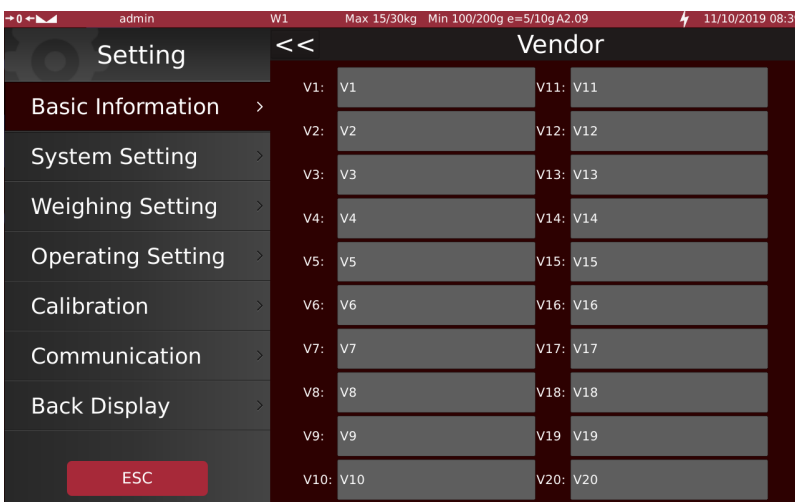 →0← admin W1 Max 15/30kg Min 100/200g e=5/10g A2.09 11/10/2019 08:3
Setting
<< Vendor
Basic Information >
System Setting >
Weighing Setting >
Operating Setting >
Calibration >
Communication >
Back Display >
ESC
V1: V1 V11: V11
V2: V2 V12: V12
V3: V3 V13: V13
V4: V4 V14: V14
V5: V5 V15: V15
V6: V6 V16: V16
V7: V7 V17: V17
V8: V8 V18: V18
V9: V9 V19 V19
V10: V10 V20: V20